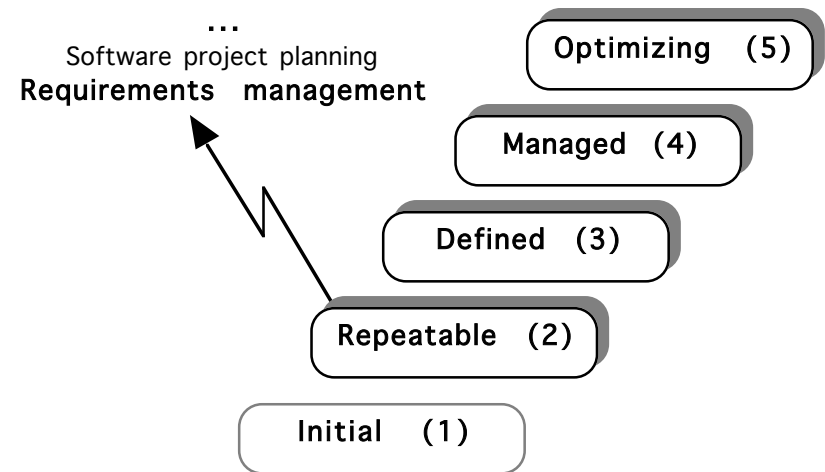 ...
Software project planning
Requirements management
Optimizing (5)
Managed (4)
Defined (3)
Repeatable (2)
Initial (1)